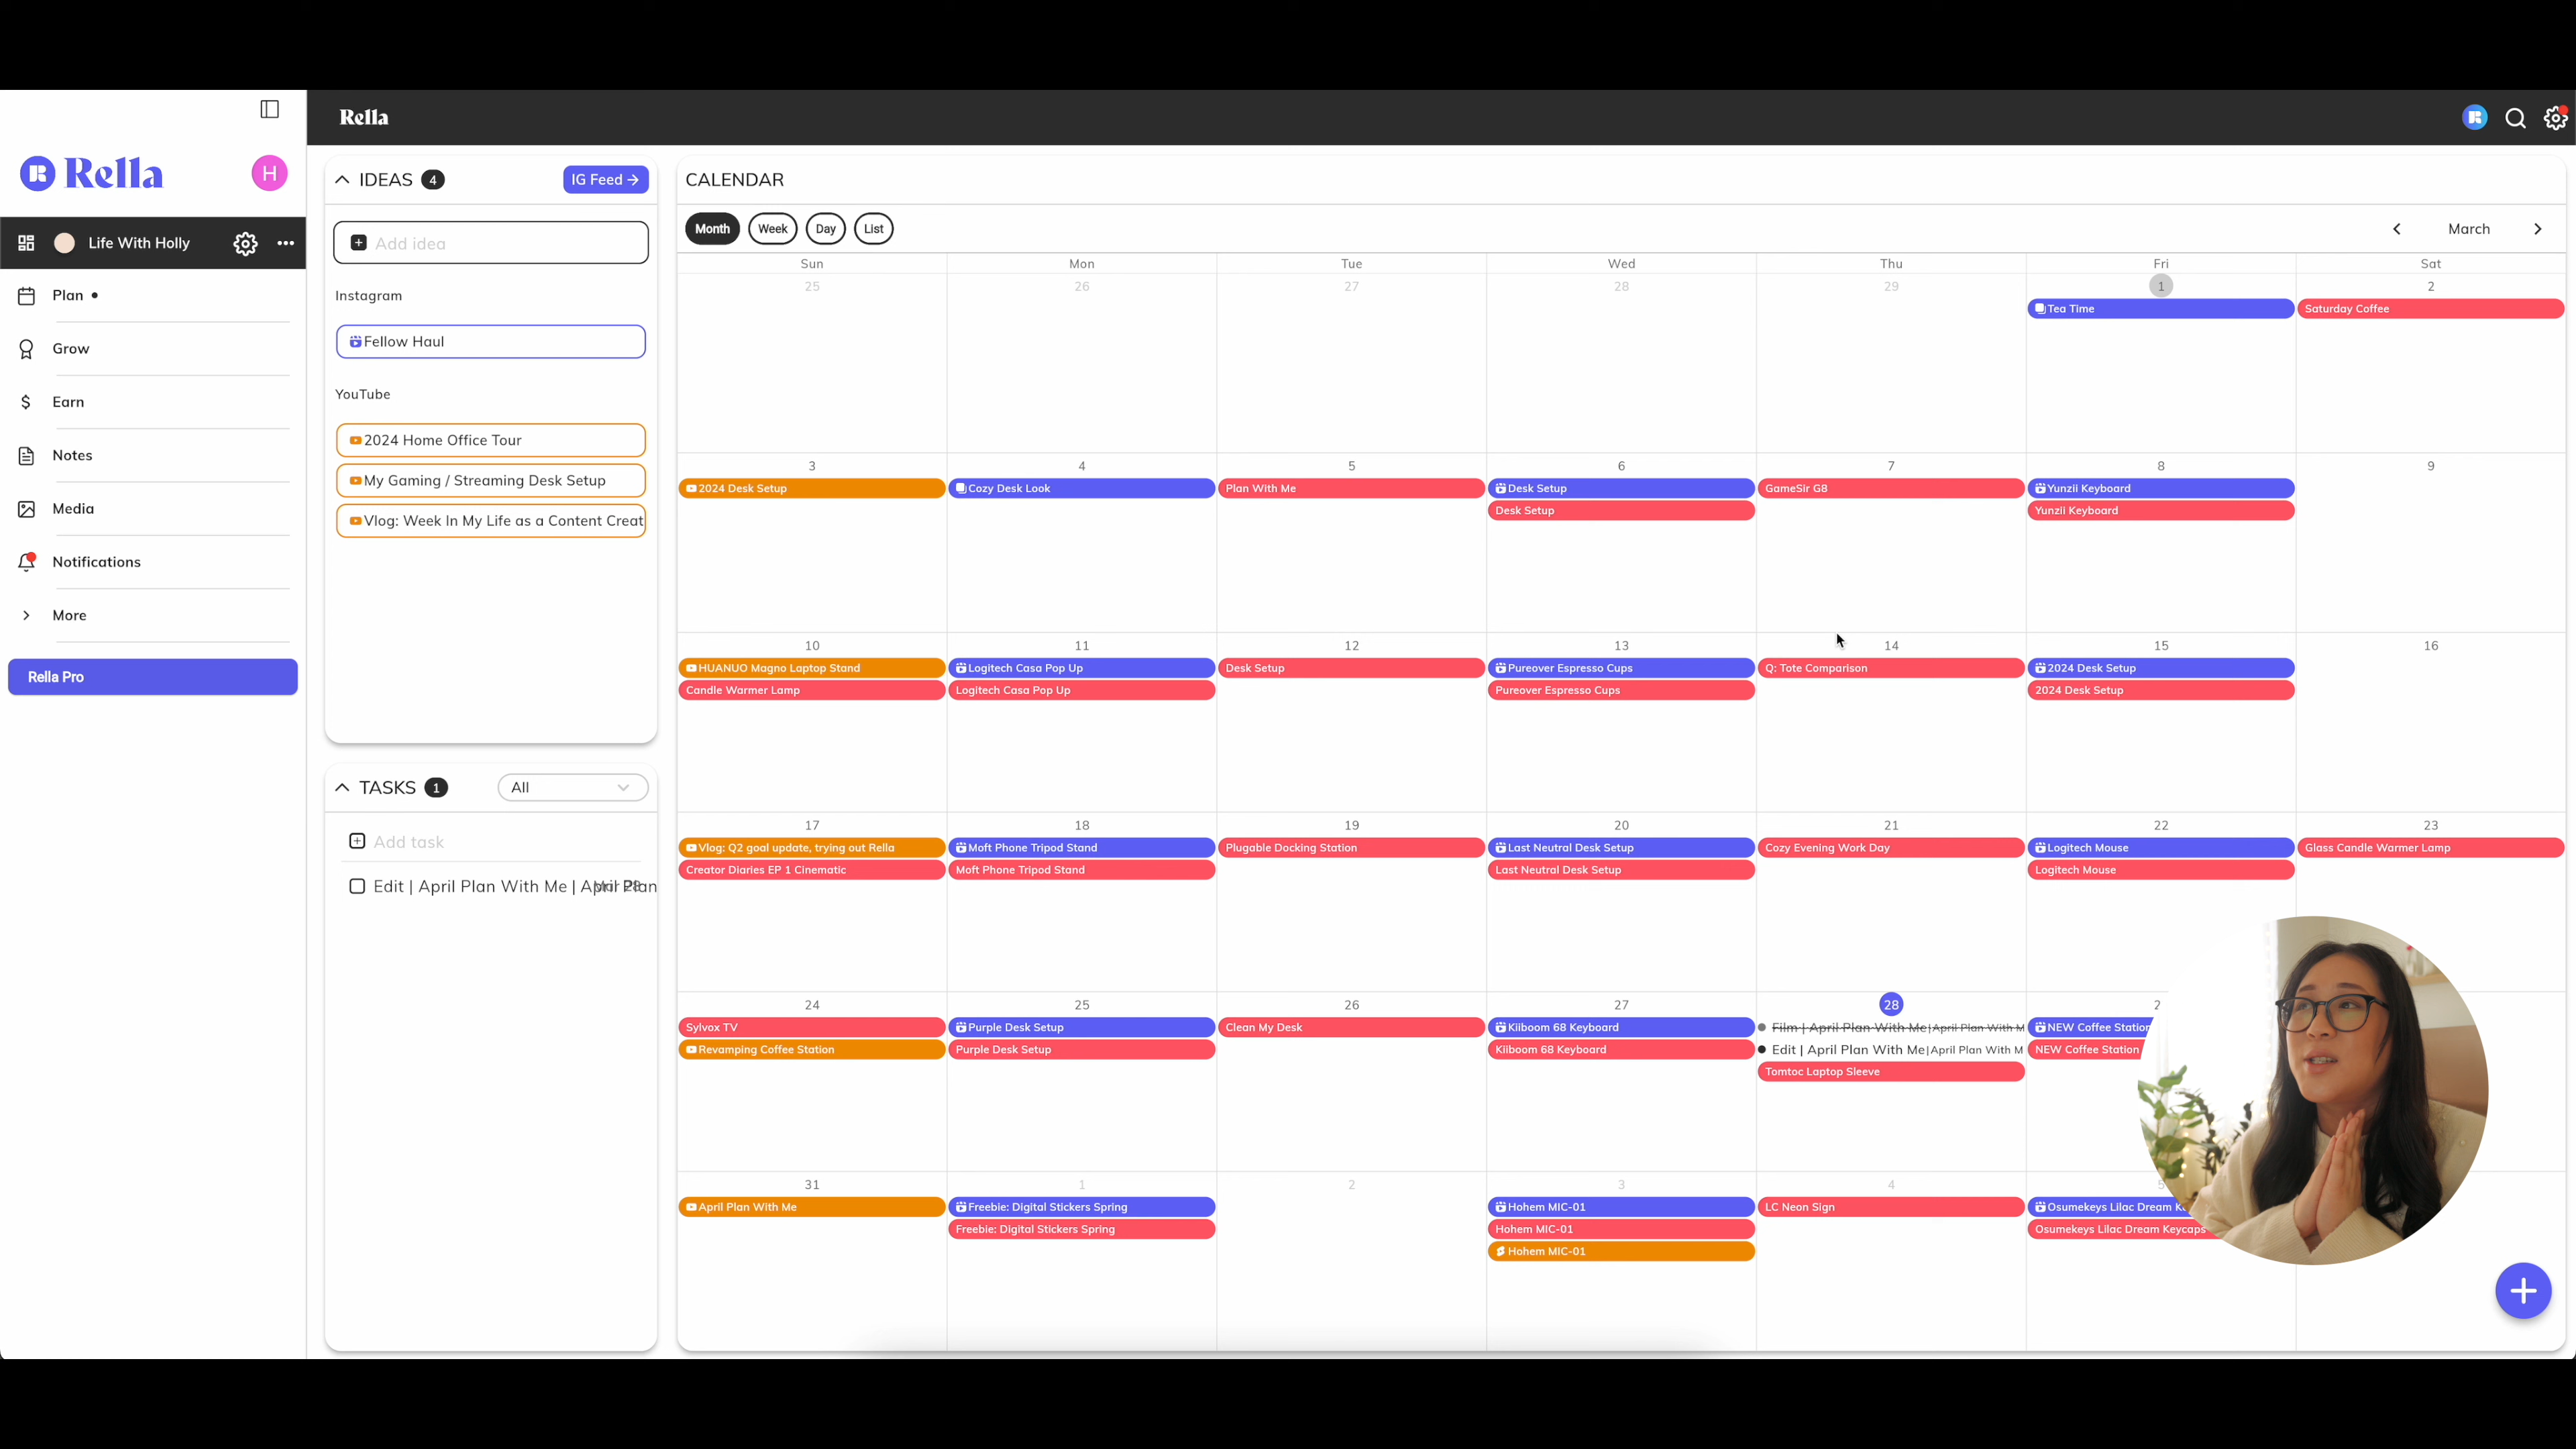 Rella
Rella
H
Life With Holly
Plan
Grow
Earn
Notes
Media
Notifications
More
Rella Pro
IDEAS 4
IG Feed →
Add idea
Instagram
Fellow Haul
YouTube
2024 Home Office Tour
My Gaming / Streaming Desk Setup
Vlog: Week In My Life as a Content Creat
TASKS 1
All
Add task
Edit | April Plan With Me |
CALENDAR
Month Week Day List
March
Sun Mon Tue Wed Thu Fri Sat
25 26 27 28 29 1 2
Tea Time
Saturday Coffee
3 4 5 6 7 8 9
2024 Desk Setup
Cozy Desk Look
Plan With Me
Desk Setup
Desk Setup
GameSir G8
Yunzii Keyboard
Yunzii Keyboard
10 11 12 13 14 15 16
HUANUO Magno Laptop Stand
Candle Warmer Lamp
Logitech Casa Pop Up
Logitech Casa Pop Up
Desk Setup
Pureover Espresso Cups
Pureover Espresso Cups
Q: Tote Comparison
2024 Desk Setup
2024 Desk Setup
17 18 19 20 21 22 23
Vlog: Q2 goal update, trying out Rella
Creator Diaries EP 1 Cinematic
Moft Phone Tripod Stand
Moft Phone Tripod Stand
Plugable Docking Station
Last Neutral Desk Setup
Last Neutral Desk Setup
Cozy Evening Work Day
Logitech Mouse
Logitech Mouse
Glass Candle Warmer Lamp
24 25 26 27 28 2
Sylvox TV
Revamping Coffee Station
Purple Desk Setup
Purple Desk Setup
Clean My Desk
Kiiboom 68 Keyboard
Kiiboom 68 Keyboard
Film | April Plan With Me | April Plan With M
Edit | April Plan With Me | April Plan With M
Tomtoc Laptop Sleeve
NEW Coffee Station
NEW Coffee Station
31 1 2 3 4 5
April Plan With Me
Freebie: Digital Stickers Spring
Freebie: Digital Stickers Spring
Hohem MIC-01
Hohem MIC-01
Hohem MIC-01
LC Neon Sign
Osumekeys Lilac Dream K
Osumekeys Lilac Dream Keycaps